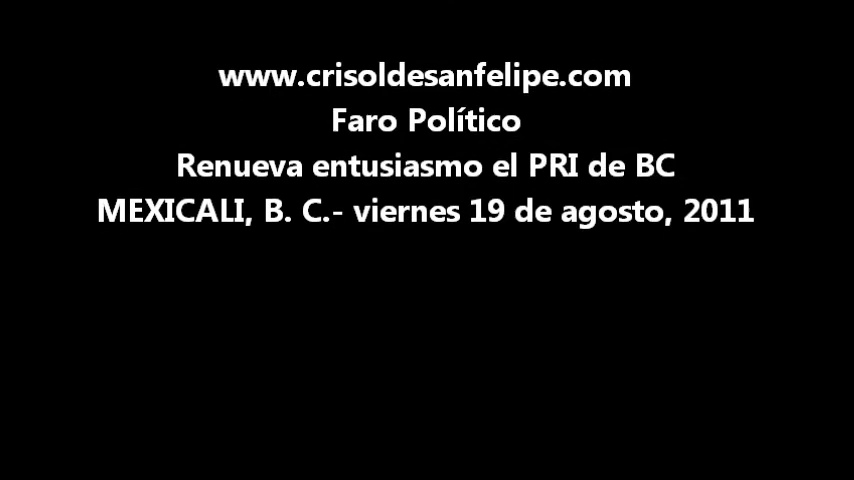 www.crisoldesanfelipe.com
Faro Político
Renueva entusiasmo el PRI de BC
MEXICALI, B. C.- viernes 19 de agosto, 2011